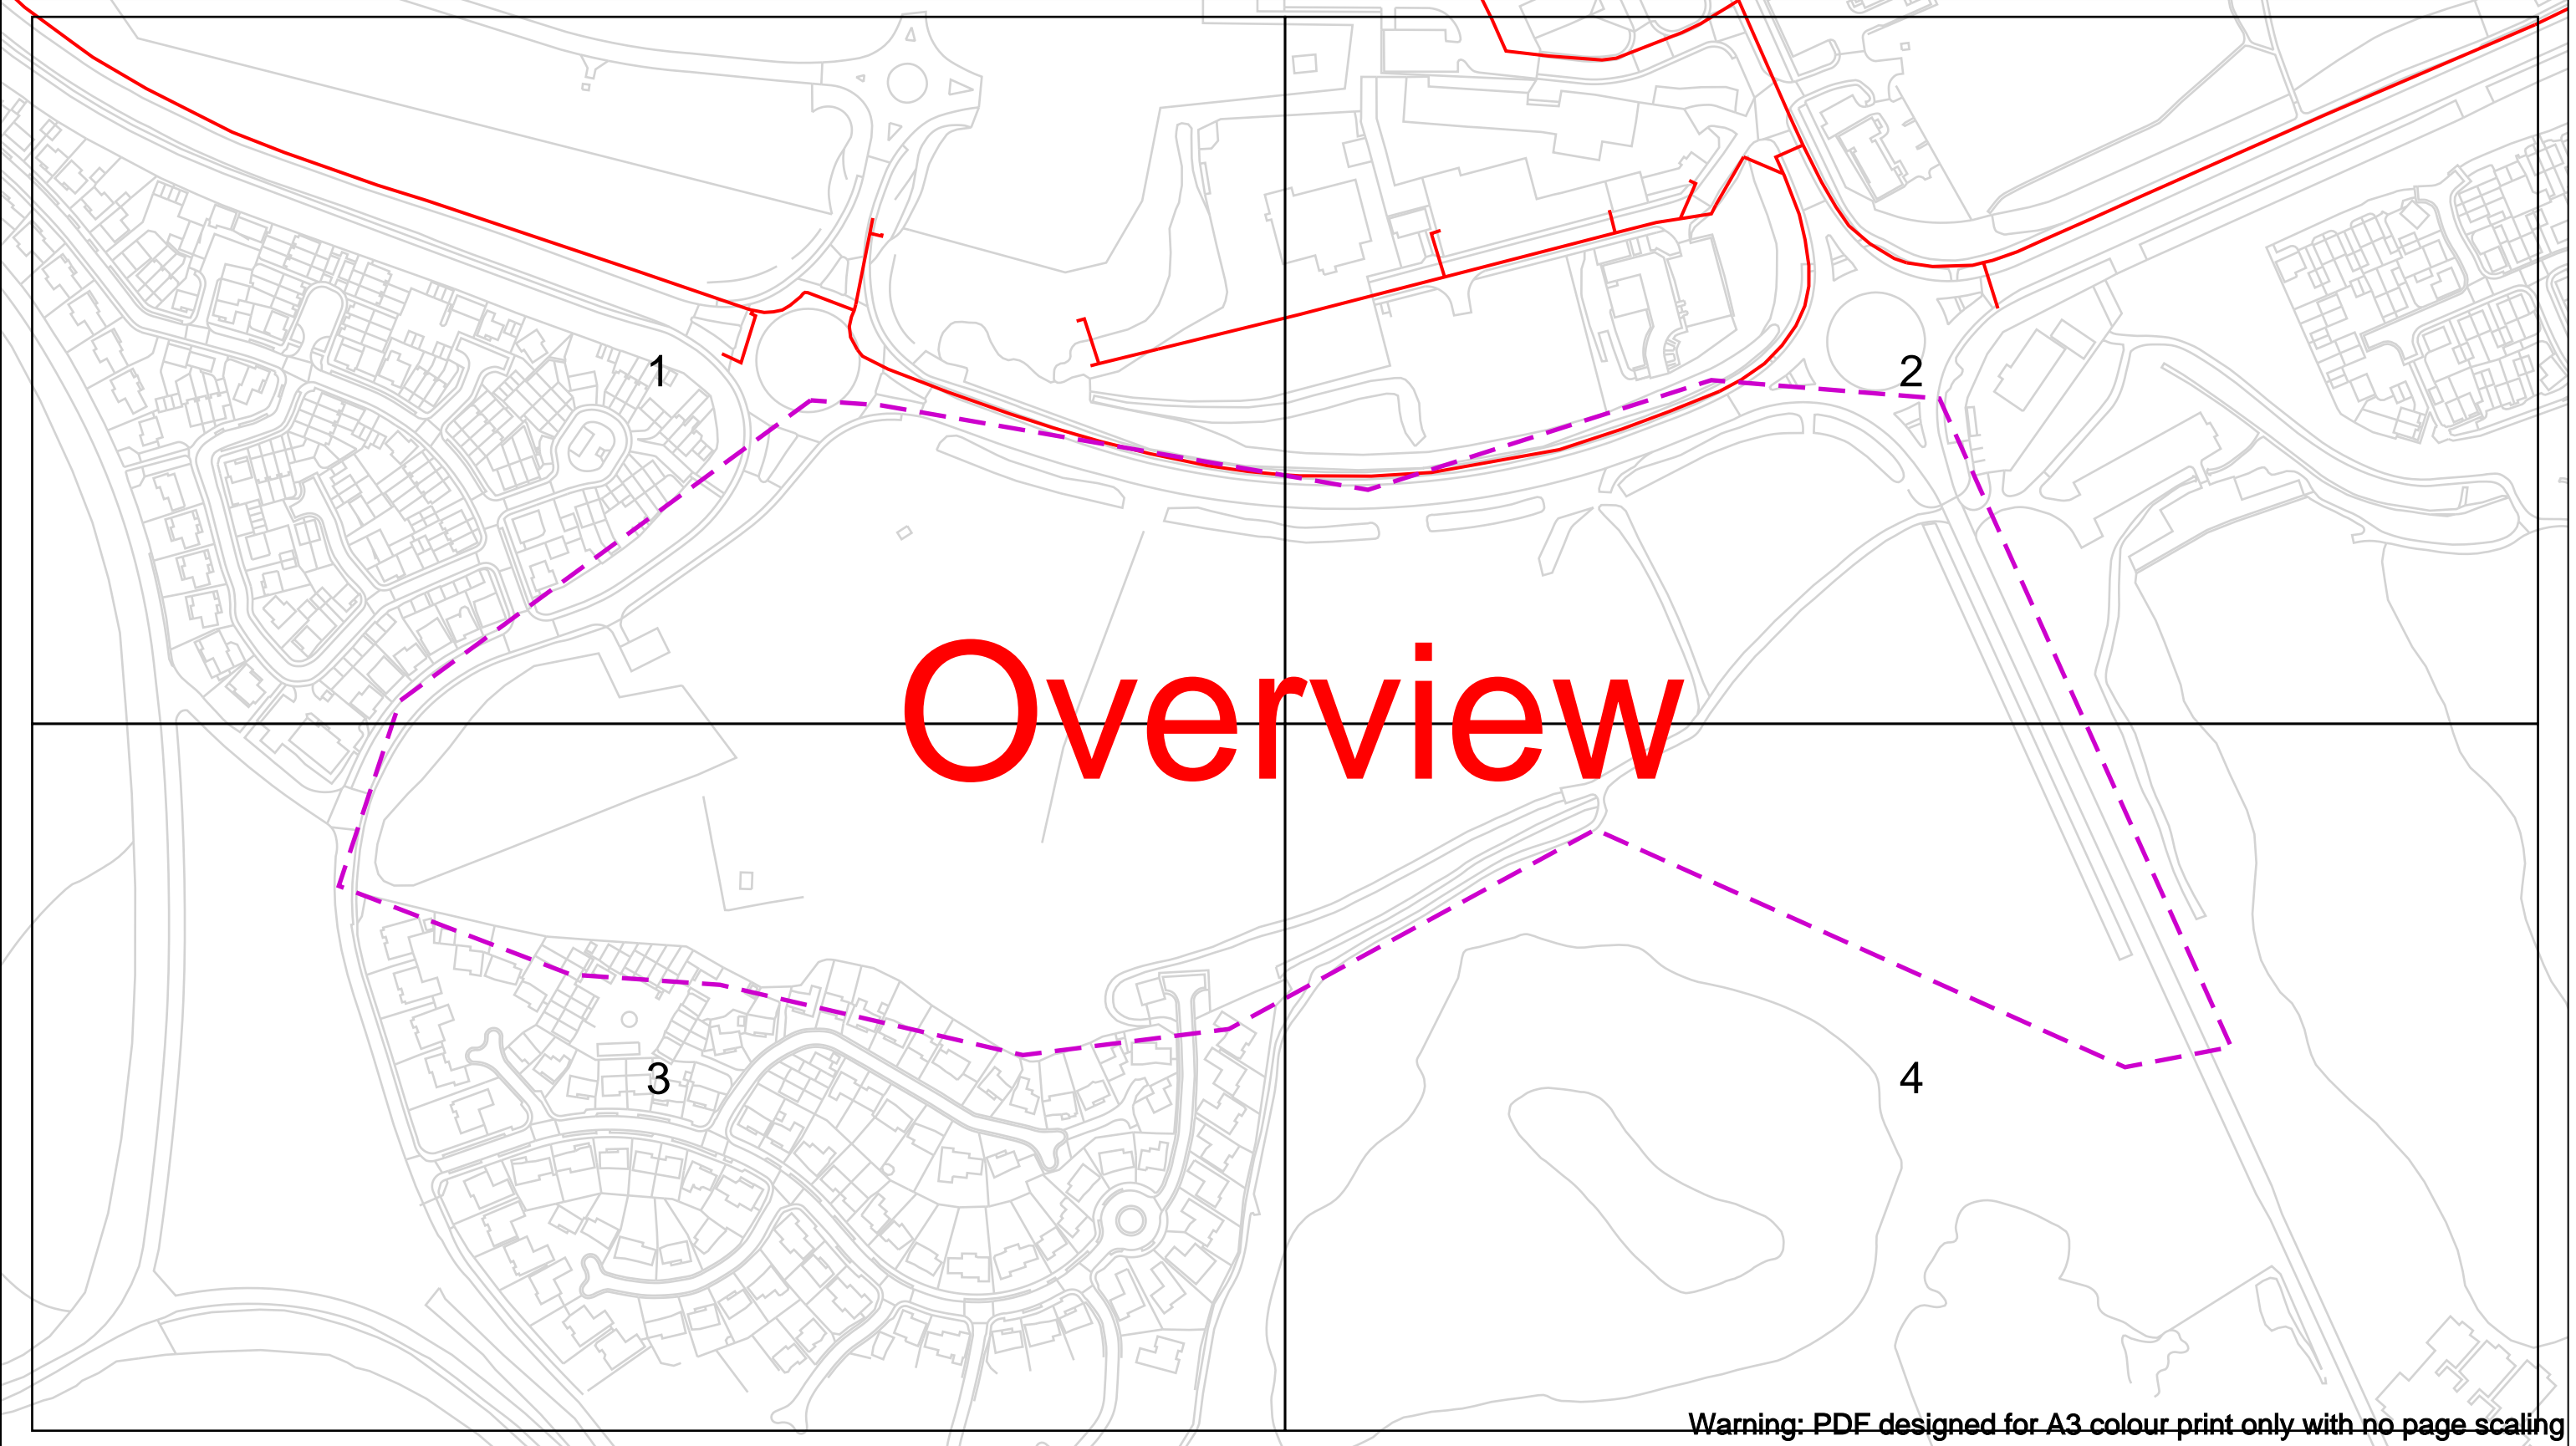 1
2
Overview
3
4
Warning: PDF designed for A3 colour print only with no page scaling